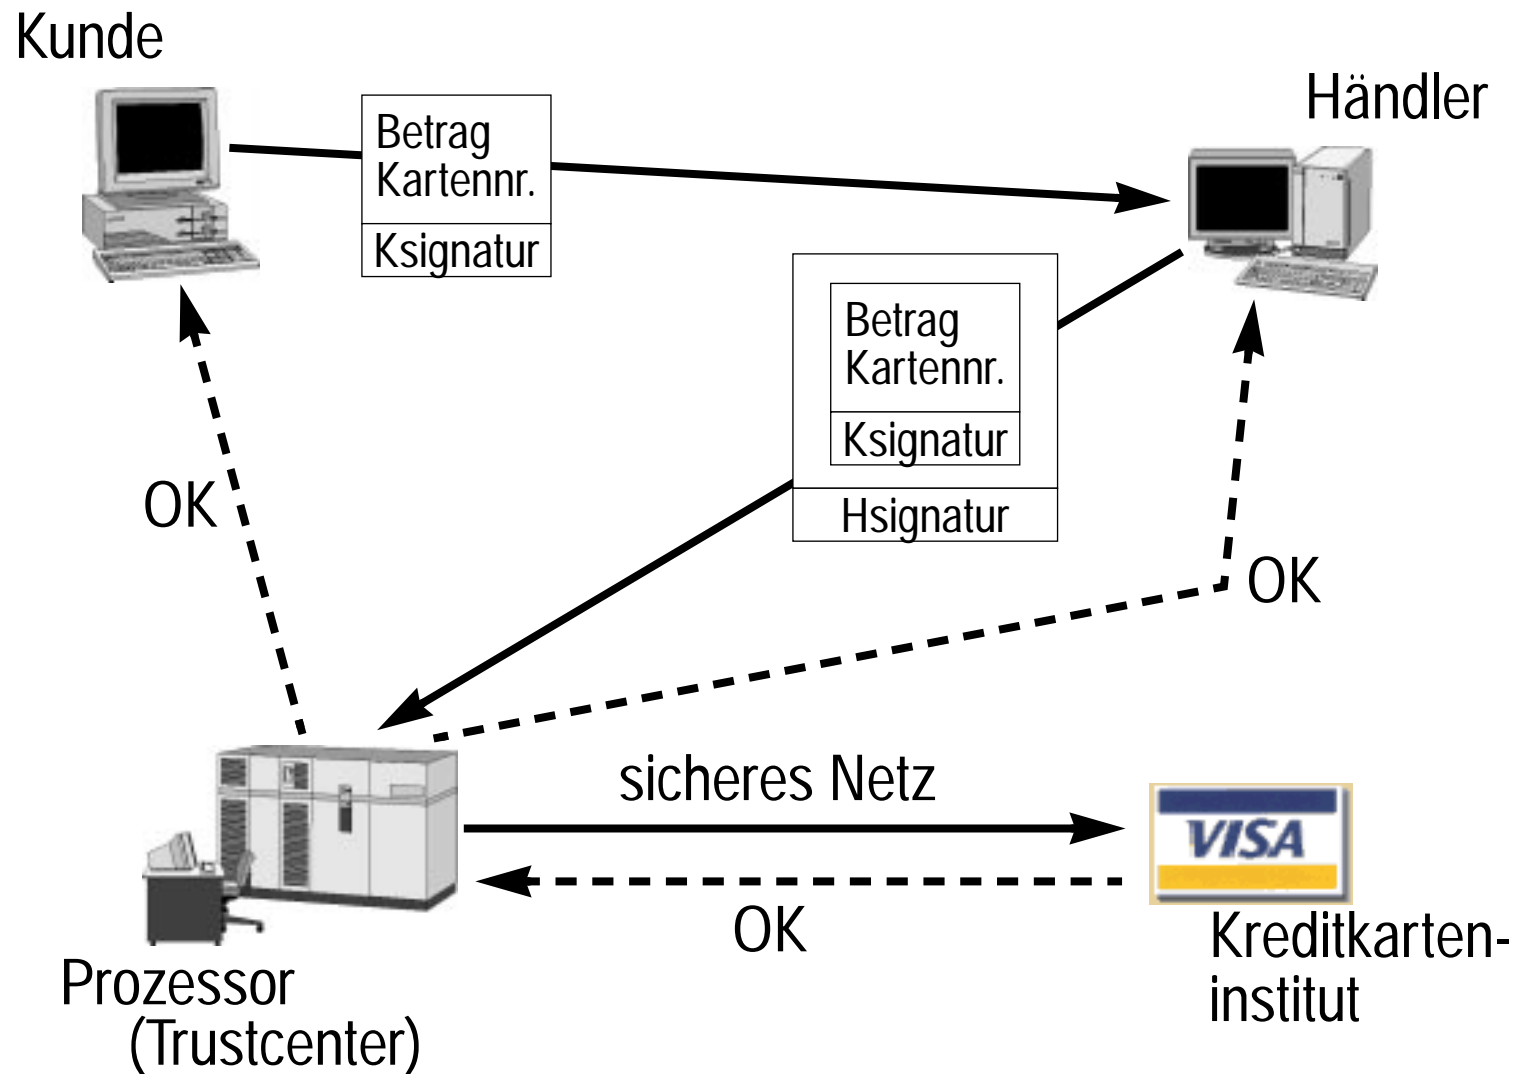 Kunde
Händler
Betrag
Kartennr.
Ksignatur
Betrag
Kartennr.
Ksignatur
Hsignatur
OK
OK
sicheres Netz
VISA
OK
Kreditkarten-
institut
Prozessor
(Trustcenter)